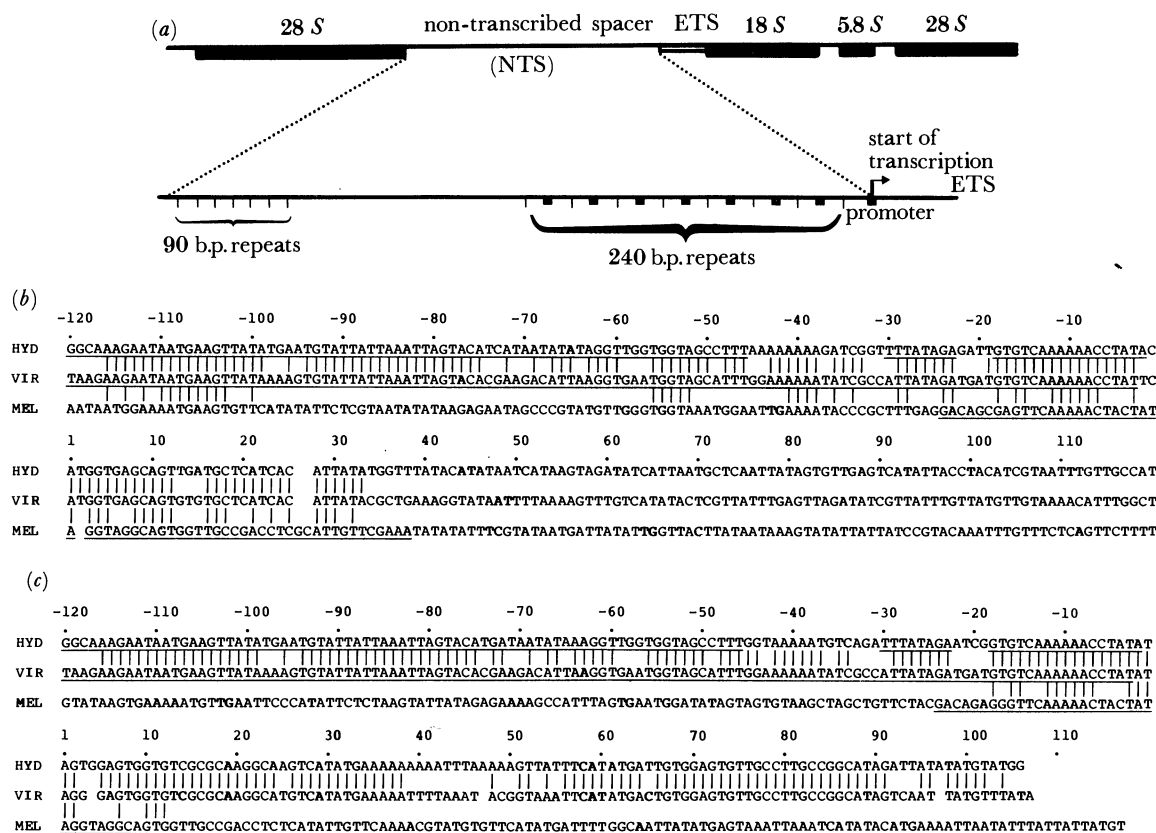 (a)
28 S
non-transcribed spacer
(NTS)
ETS
18 S
5.8 S
28 S
start of
transcription
ETS
promoter
90 b.p. repeats
240 b.p. repeats
(b)
-120 -110 -100 -90 -80 -70 -60 -50 -40 -30 -20 -10
HYD GGCAAAGAATAATGAAGTTATATGAATGTATTATTAAATTAGTACATCATAATATATAGGTTGGTGGTAGCCTTTTAAAAAAAAGATCGGTTTTATAGAGATTGTGTCAAAAAACCTATAC
VIR TAAGAAGAATAATGAAGTTATAAAAGTGTATTATTAAATTAGTACACGAAGACATTAAGGTGAATGGTAGCATTTGGAAAAAATATCGCCATTATAGATGATGTGTCAAAAAACCTATTC
MEL AATAATGGAAAATGAAGTGTTCATATATTCTCGTAATATATAAGAGAATAGCCCGTATGTTGGGTGGTAAATGGAATTGAAAATACCCGCTTTGAGGACAGCGAGTTCAAAAACTACTAT
1 10 20 30 40 50 60 70 80 90 100 110
HYD ATGGTGAGCAGTTGATGCTCATCAC ATTATATGGTTTATACATATAATCATAAGTAGATATCATTAATGCTCAATTATAGTGTTGAGTCATATTACCTACATCGTAATTTGTTGCCAT
VIR ATGGTGAGCAGTGTGTGCTCATCAC ATTATACGCTGAAAGGTATAATTTTAAAAGTTTGTCATATACTCGTTATTTGAGTTAGATATCGTTATTTGTTATGTTGTAAAACATTTGGCT
MEL A GGTAGGCAGTGGTTGCCGACCTCGCATTGTTCGAAATATATATTTCGTATAATGATTATATTGGTTACTTATAATAAGTAATATATTATTATCCGTACAAATTTGTTTCTCAGTTCTTTT
(c)
-120 -110 -100 -90 -80 -70 -60 -50 -40 -30 -20 -10
HYD GGCAAAGAATAATGAAGTTATATGAATGTATTATTAAATTAGTACATGATAATATAAAGGTTGGTGGTAGCCTTTGGTAAAAATGTCAGATTTATAGAATCGGTGTCAAAAAACCTATAT
VIR TAAGAAGAATAATGAAGTTATAAAAGTGTATTATTAAATTAGTACACGAAGACATTAAGGTGAATGGTAGCATTTGGAAAAAATATCGCCATTATAGATGATGTGTCAAAAAACCTATAT
MEL GTATAAGTGAAAAATGTTGAATTCCCATATTCTCTAAGTATTATAGAGAAAAGCCATTTAGTGAATGGATATAGTAGTGTAAGCTAGCTGTTCTACGACAGAGGGTTCAAAAACTACTAT
1 10 20 30 40 50 60 70 80 90 100 110
HYD AGTGGAGTGGTGTCGCGCAAGGCAAGTCATATGAAAAAAAAATTTAAAAAGTTATTTCATATGATTGTGGAGTGTTGCCTTGCCGGCATAGATTATATATGTATGG
VIR AGG GAGTGGTGTCGCGCAAGGCATGTCATATGAAAAATTTTAAAT ACGGTAAATTCATATGACTGTGGAGTGTTGCCTTGCCGGCATAGTCAAT TATGTTTATA
MEL AGGTAGGCAGTGGTTGCCGACCTCTCATATTGTTCAAAACGTATGTGTTCATATGATTTTGGCAATTATATGAGTAAATTAAATCATATACATGAAAATTAATATTTATTATTATGT